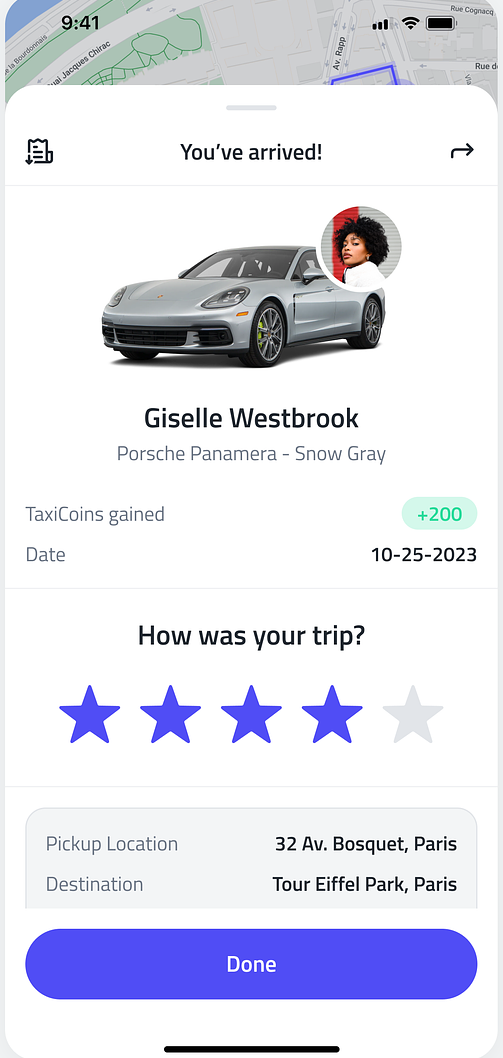 9:41
Rue Cognacq
de la Bourdonnais
Jacques Chirac
Av. Rapp
Rue d
You’ve arrived!
Giselle Westbrook
Porsche Panamera - Snow Gray
TaxiCoins gained
+200
Date
10-25-2023
How was your trip?
Pickup Location
32 Av. Bosquet, Paris
Destination
Tour Eiffel Park, Paris
Done